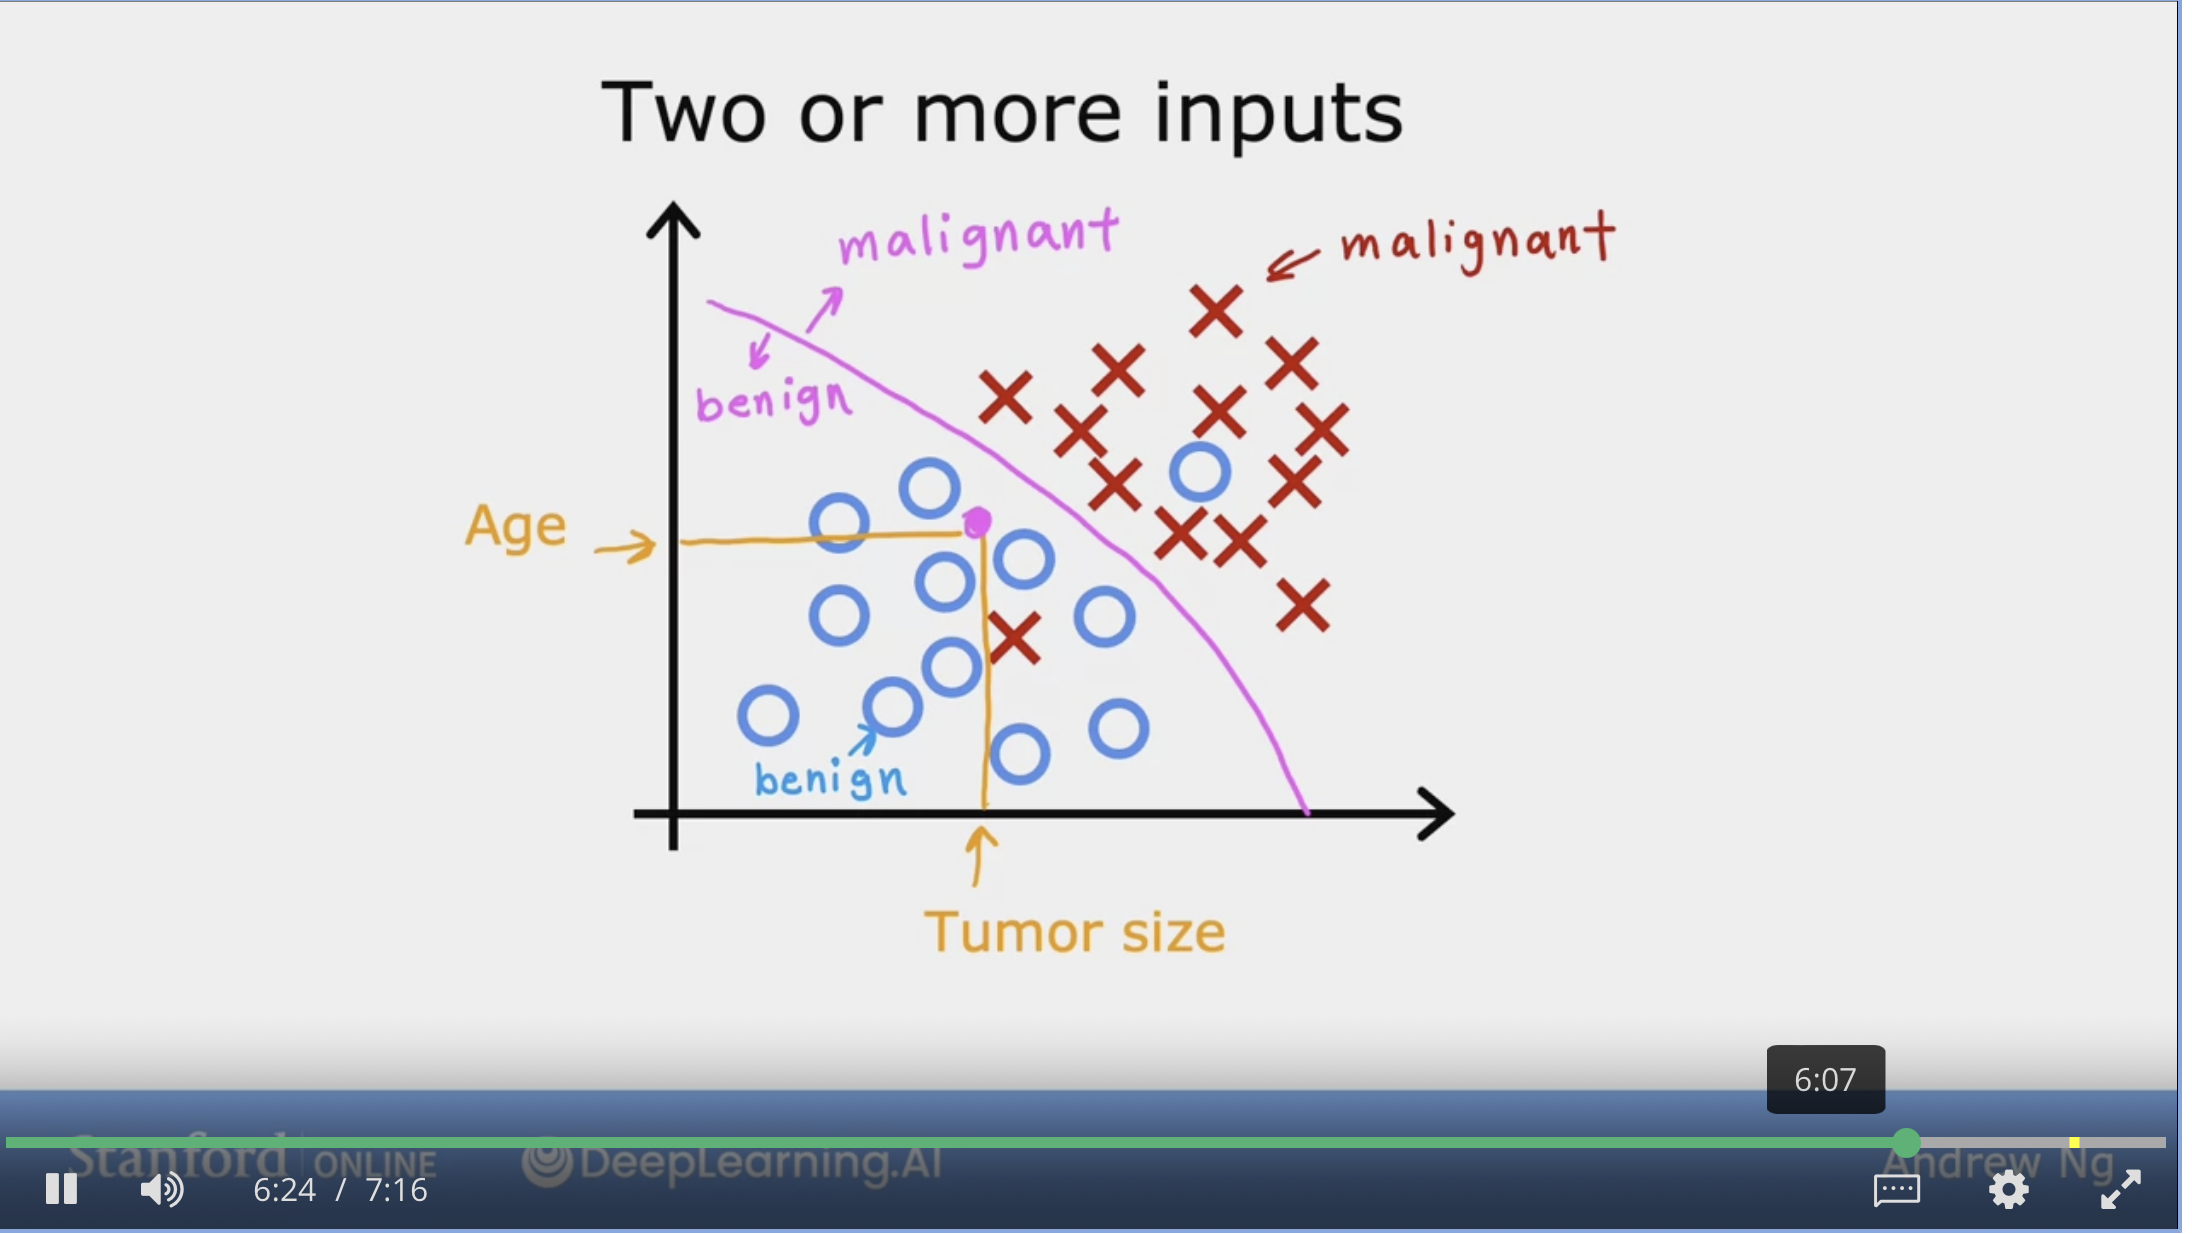 Two or more inputs
malignant
malignant
benign
Age
benign
Tumor size
6:07
Stanford ONLINE DeepLearning.AI Andrew Ng
6:24 / 7:16